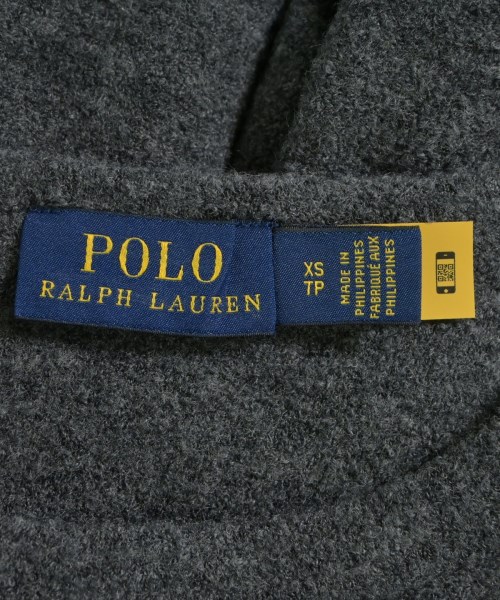 POLO
RALPH LAUREN
XS
TP
MADE IN
PHILIPPINES
FABRIQUÉ AUX
PHILIPPINES